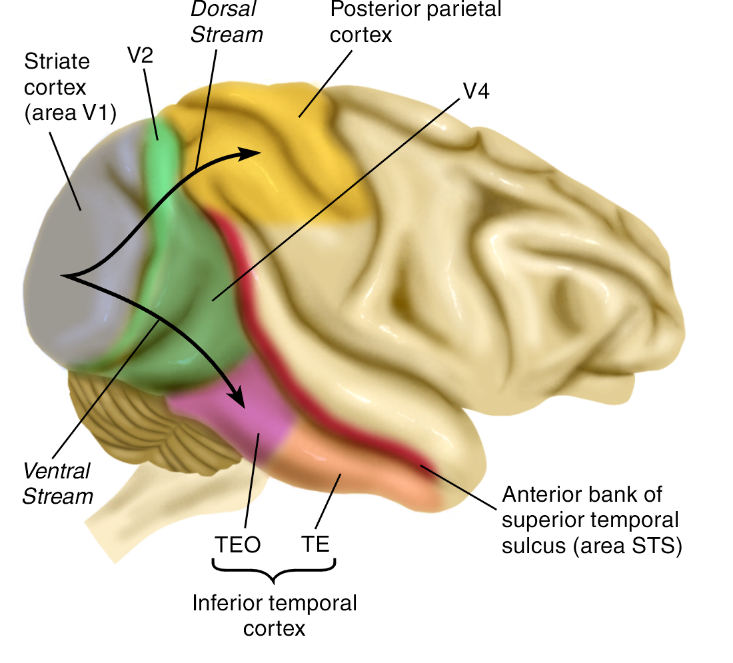 Dorsal
Stream
Posterior parietal
cortex
V2
Striate
cortex
(area V1)
V4
Ventral
Stream
Anterior bank of
superior temporal
sulcus (area STS)
TEO
TE
Inferior temporal
cortex